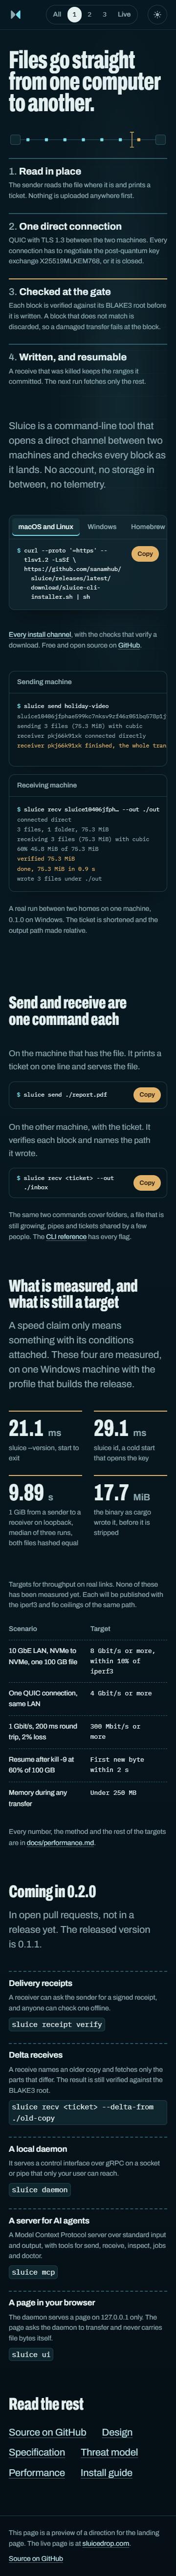 All 1 2 3 Live
Files go straight
from one computer
to another.
1. Read in place
The sender reads the file where it is and prints a
ticket. Nothing is uploaded anywhere first.
2. One direct connection
QUIC with TLS 1.3 between the two machines. Every
connection has to negotiate the post-quantum key
exchange X25519MLKEM768, or it is closed.
3. Checked at the gate
Each block is verified against its BLAKE3 root before
it is written. A block that does not match is
discarded, so a damaged transfer fails at the block.
4. Written, and resumable
A receive that was killed keeps the ranges it
committed. The next run fetches only the rest.
Sluice is a command-line tool that
opens a direct channel between two
machines and checks every block as
it lands. No account, no storage in
between, no telemetry.
macOS and Linux Windows Homebrew
$ curl --proto '=https' --
tlsv1.2 -LsSf \
https://github.com/sanamhub/
sluice/releases/latest/
download/sluice-cli-
installer.sh | sh
Copy
Every install channel, with the checks that verify a
download. Free and open source on GitHub.
Sending machine
$ sluice send holiday-video
sending 3 files (75.3 MiB) with cubic
receiver pkj66k91xk connected directly
receiver pkj66k91xk finished, the whole tran
Receiving machine
$ sluice recv sluice10406jfph… --out ./out
connected direct
3 files, 1 folder, 75.3 MiB
receiving 3 files (75.3 MiB) with cubic
60% 45.8 MiB of 75.3 MiB
verified 75.3 MiB
done, 75.3 MiB in 0.9 s
wrote 3 files under ./out
A real run between two homes on one machine,
0.1.0 on Windows. The ticket is shortened and the
output path made relative.
Send and receive are
one command each
On the machine that has the file. It prints a
ticket on one line and serves the file.
$ sluice send ./report.pdf
Copy
On the other machine, with the ticket. It
verifies each block and names the path
it wrote.
$ sluice recv <ticket> --out
./inbox
Copy
The same two commands cover folders, a file that is
still growing, pipes and tickets shared by a few
people. The CLI reference has every flag.
What is measured, and
what is still a target
A speed claim only means
something with its conditions
attached. These four are measured,
on one Windows machine with the
profile that builds the release.
21.1 ms
sluice --version, start to
exit
29.1 ms
sluice id, a cold start
that opens the key
9.89 s
1 GiB from a sender to a
receiver on loopback,
median of three runs,
both files hashed equal
17.7 MiB
the binary as cargo
wrote it, before it is
stripped
Targets for throughput on real links. None of these
has been measured yet. Each will be published with
the iperf3 and fio ceilings of the same path.
Scenario Target
10 GbE LAN, NVMe to
NVMe, one 100 GB file
8 Gbit/s or more,
within 10% of
iperf3
One QUIC connection,
same LAN
4 Gbit/s or more
1 Gbit/s, 200 ms round
trip, 2% loss
300 Mbit/s or
more
Resume after kill -9 at
60% of 100 GB
First new byte
within 2 s
Memory during any
transfer
Under 250 MB
Every number, the method and the rest of the targets
are in docs/performance.md.
Coming in 0.2.0
In open pull requests, not in a
release yet. The released version
is 0.1.1.
Delivery receipts
A receiver can ask the sender for a signed receipt,
and anyone can check one offline.
sluice receipt verify
Delta receives
A receive names an older copy and fetches only the
parts that differ. The result is still verified against the
BLAKE3 root.
sluice recv <ticket> --delta-from
./old-copy
A local daemon
It serves a control interface over gRPC on a socket
or pipe that only your user can reach.
sluice daemon
A server for AI agents
A Model Context Protocol server over standard input
and output, with tools for send, receive, inspect, jobs
and doctor.
sluice mcp
A page in your browser
The daemon serves a page on 127.0.0.1 only. The
page asks the daemon to transfer and never carries
file bytes itself.
sluice ui
Read the rest
Source on GitHub Design
Specification Threat model
Performance Install guide
This page is a preview of a direction for the landing
page. The live page is at sluicedrop.com.
Source on GitHub